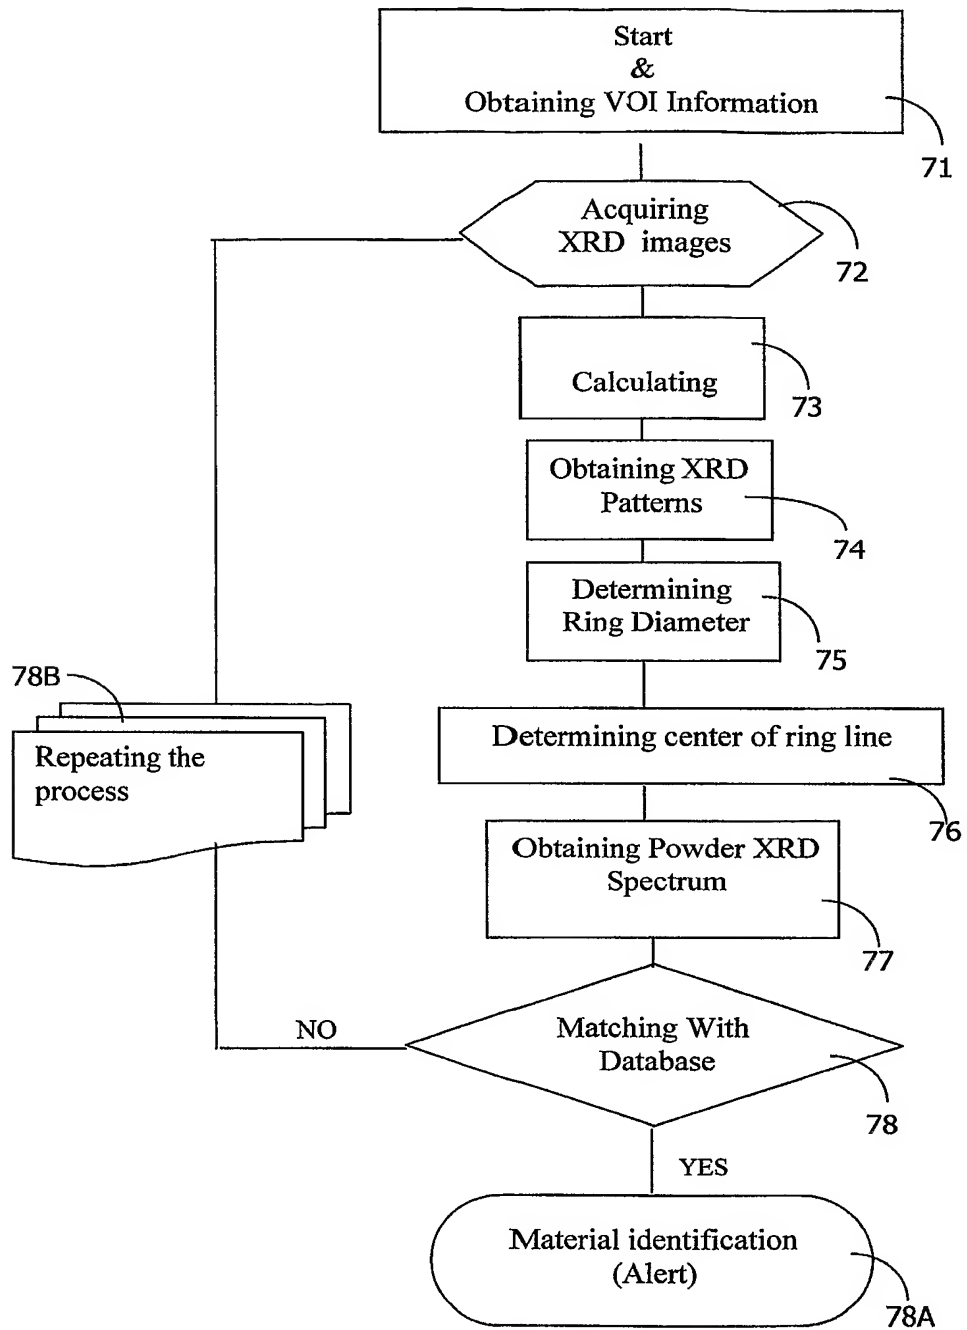 Start
&
Obtaining VOI Information
71
Acquiring
XRD images
72
Calculating
73
Obtaining XRD
Patterns
74
Determining
Ring Diameter
75
78B
Repeating the
process
Determining center of ring line
76
Obtaining Powder XRD
Spectrum
77
NO
Matching With
Database
78
YES
Material identification
(Alert)
78A